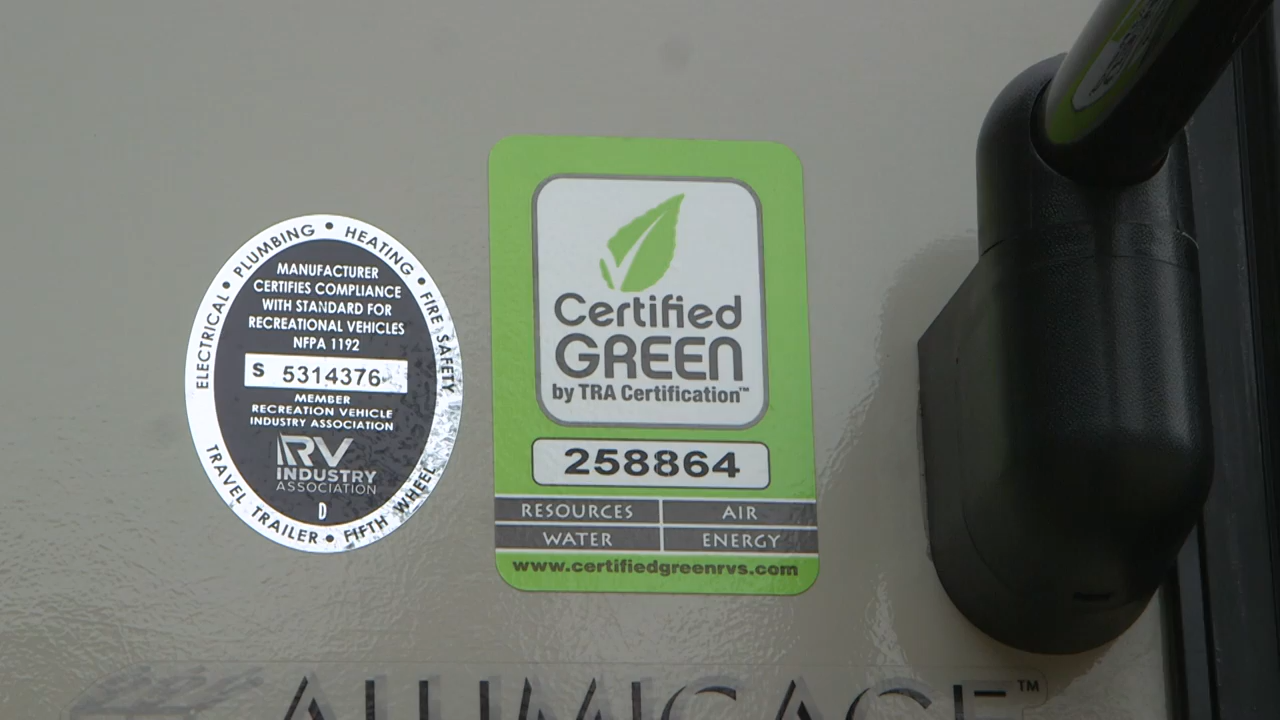 ELECTRICAL • PLUMBING • HEATING • FIRE SAFETY
MANUFACTURER
CERTIFIES COMPLIANCE
WITH STANDARD FOR
RECREATIONAL VEHICLES
NFPA 1192
S 5314376
MEMBER
RECREATION VEHICLE
INDUSTRY ASSOCIATION
RV
INDUSTRY
ASSOCIATION
D
TRAVEL TRAILER • FIFTH WHEEL
Certified
GREEN
by TRA Certification™
258864
RESOURCES AIR
WATER ENERGY
www.certifiedgreenrvs.com
ALUMICAGE™